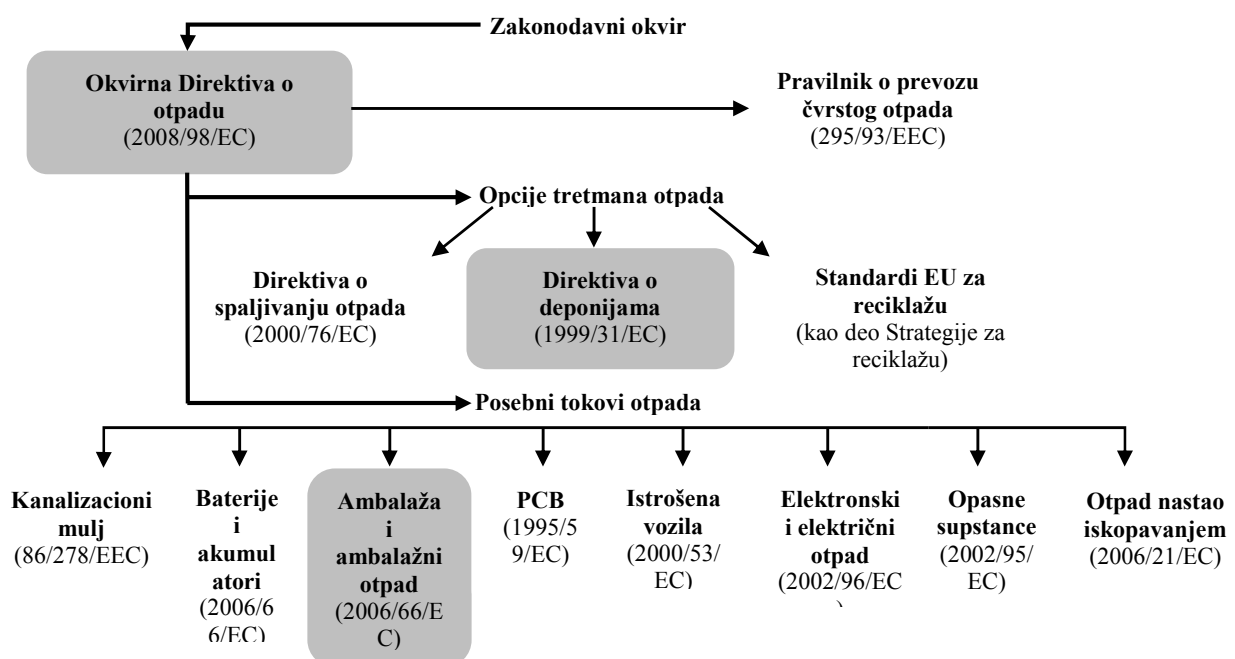 Zakonodavni okvir
Okvirna Direktiva o
otpadu
(2008/98/EC)
Pravilnik o prevozu
čvrstog otpada
(295/93/EEC)
Opcije tretmana otpada
Direktiva o
spaljivanju otpada
(2000/76/EC)
Direktiva o
deponijama
(1999/31/EC)
Standardi EU za
reciklažu
(kao deo Strategije za
reciklažu)
Posebni tokovi otpada
Kanalizacioni
mulj
(86/278/EEC)
Baterije
i
akumul
atori
(2006/6
6/EC)
Ambalaža
i
ambalažni
otpad
(2006/66/E
C)
PCB
(1995/5
9/EC)
Istrošena
vozila
(2000/53/
EC)
Elektronski
i električni
otpad
(2002/96/EC
)
Opasne
supstance
(2002/95/
EC)
Otpad nastao
iskopavanjem
(2006/21/EC)